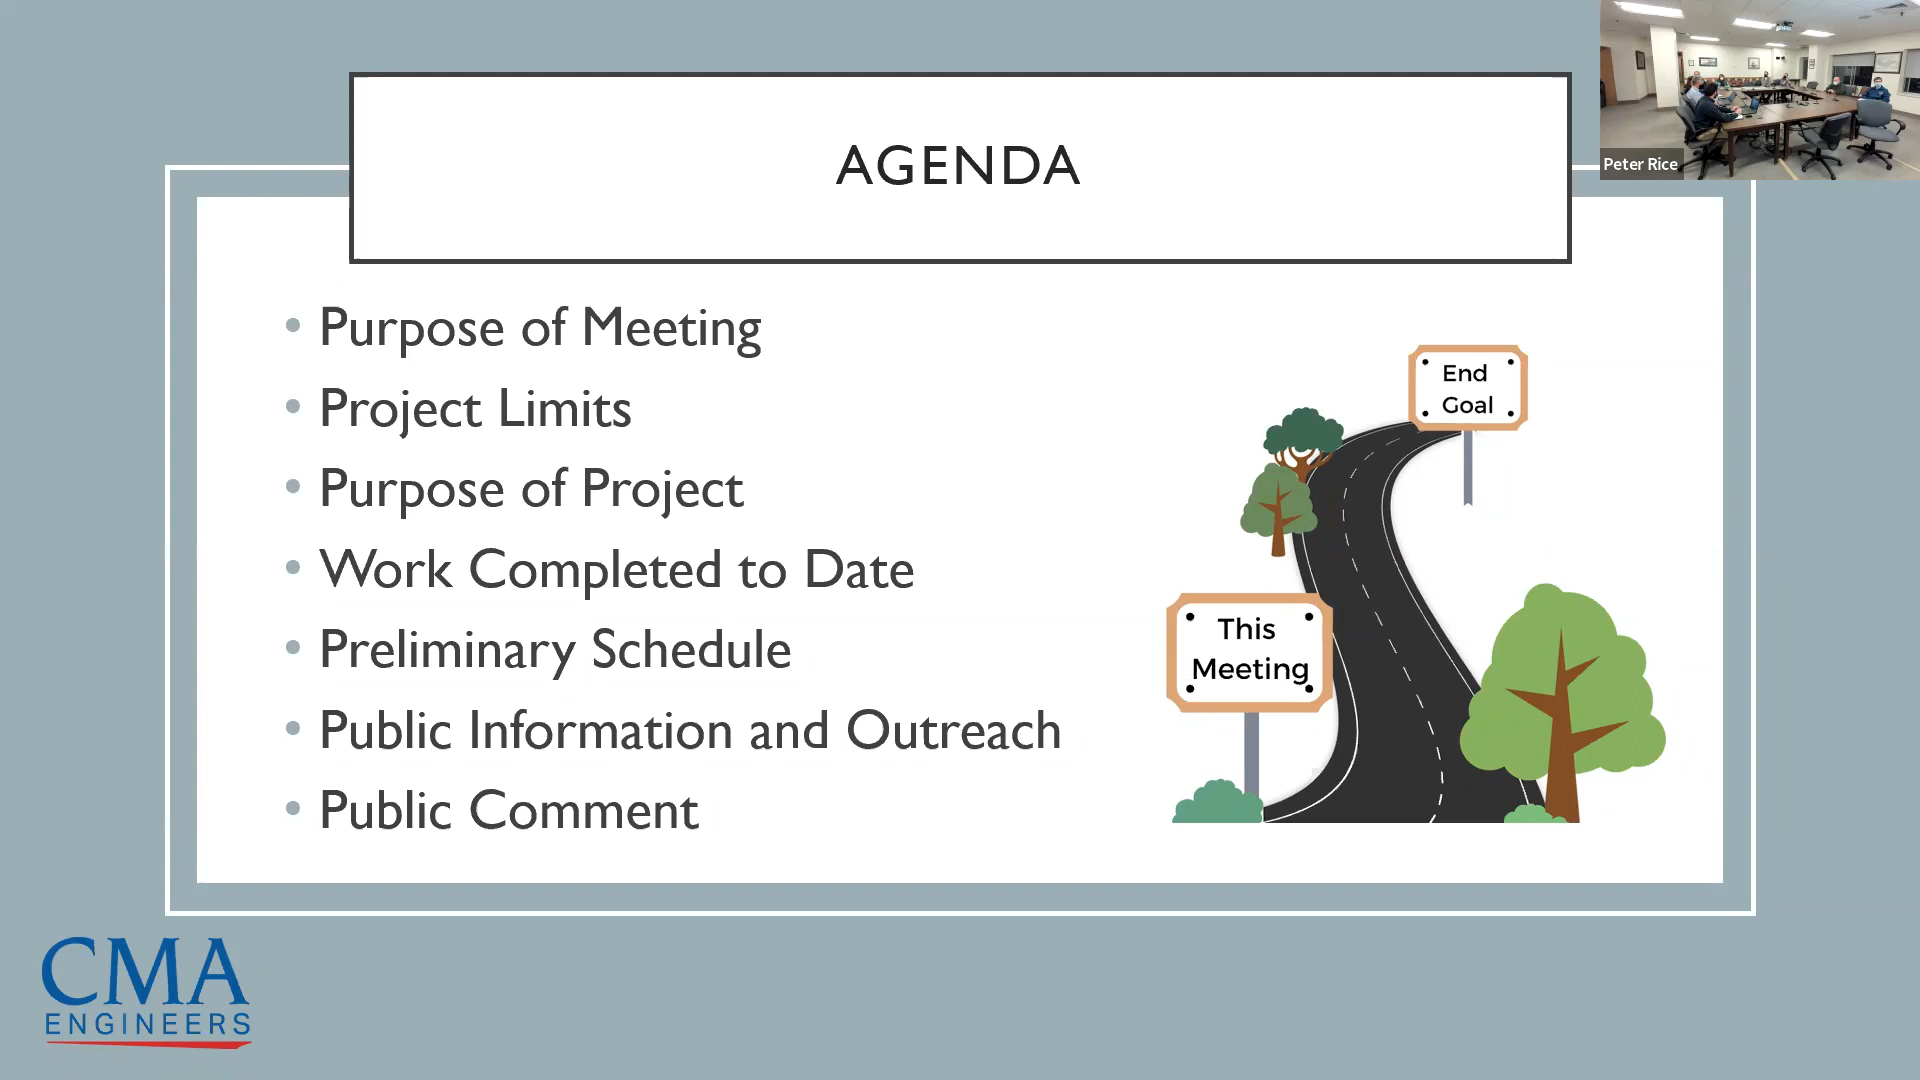 AGENDA
Peter Rice
• Purpose of Meeting
• Project Limits
• Purpose of Project
• Work Completed to Date
• Preliminary Schedule
• Public Information and Outreach
• Public Comment
End
Goal
This
Meeting
CMA
ENGINEERS